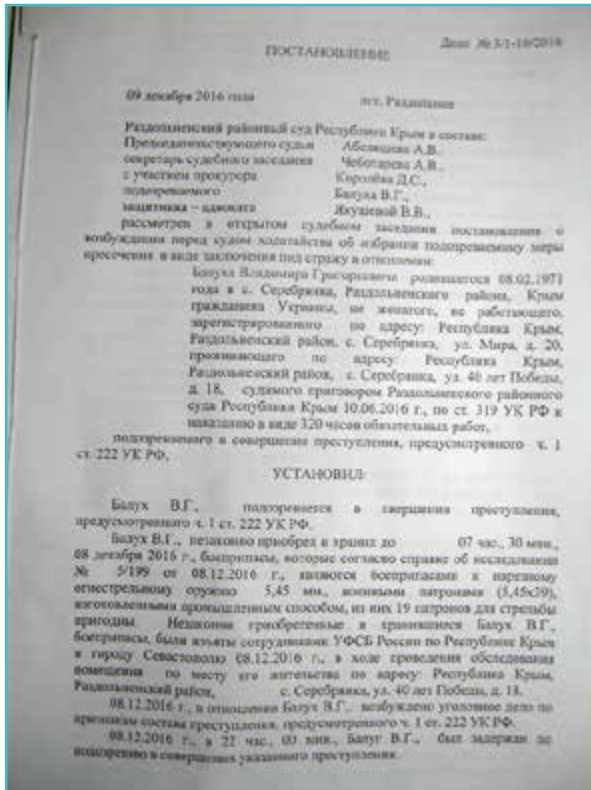 Дело № 3/1-10/2016
ПОСТАНОВЛЕНИЕ
09 декабря 2016 года пгт. Раздольное
Раздольненский районный суд Республики Крым в составе:
Председательствующего судьи Абелляшева А.В.
секретарь судебного заседания Чеботарева А.В.,
с участием прокурора Королёва Д.С.,
подозреваемого Балуха В.Г.,
защитника – адвоката Якушевой В.В.,
рассмотрев в открытом судебном заседании постановление о
возбуждении перед судом ходатайства об избрании подозреваемому меры
пресечения в виде заключения под стражу в отношении:
Балуха Владимира Григорьевича родившегося 08.02.1971
года в с. Серебрянка, Раздольненского района, Крым
гражданина Украины, не женатого, не работающего,
зарегистрированного по адресу: Республика Крым,
Раздольненский район, с. Серебрянка, ул. Мира, д. 20,
проживающего по адресу: Республика Крым,
Раздольненский район, с. Серебрянка, ул. 40 лет Победы,
д. 18, судимого приговором Раздольненского районного
суда Республики Крым 10.06.2016 г., по ст. 319 УК РФ к
наказанию в виде 320 часов обязательных работ,
подозреваемого в совершении преступления, предусмотренного ч. 1
ст. 222 УК РФ,
УСТАНОВИЛ:
Балух В.Г., подозревается в свершении преступления,
предусмотренного ч. 1 ст. 222 УК РФ.
Балух В.Г., незаконно приобрел и хранил до 07 час., 30 мин.,
08 декабря 2016 г., боеприпасы, которые согласно справке об исследовании
№ 5/199 от 08.12.2016 г., являются боеприпасами к нарезному
огнестрельному оружию 5,45 мм., военными патронами (5,45х39),
изготовленными промышленным способом, из них 19 патронов для стрельбы
пригодны. Незаконно приобретенные и хранившиеся Балух В.Г.,
боеприпасы, были изъяты сотрудниками УФСБ России по Республике Крым
и городу Севастополю 08.12.2016 г., в ходе проведения обследования
помещения по месту его жительства по адресу: Республика Крым,
Раздольненский район, с. Серебрянка, ул. 40 лет Победы, д. 18.
08.12.2016 г., в отношении Балух В.Г. возбуждено уголовное дело по
признакам состава преступления, предусмотренного ч. 1 ст. 222 УК РФ.
08.12.2016 г., в 22 час., 00 мин., Балуг В.Г., был задержан по
подозрению в совершении указанного преступления.